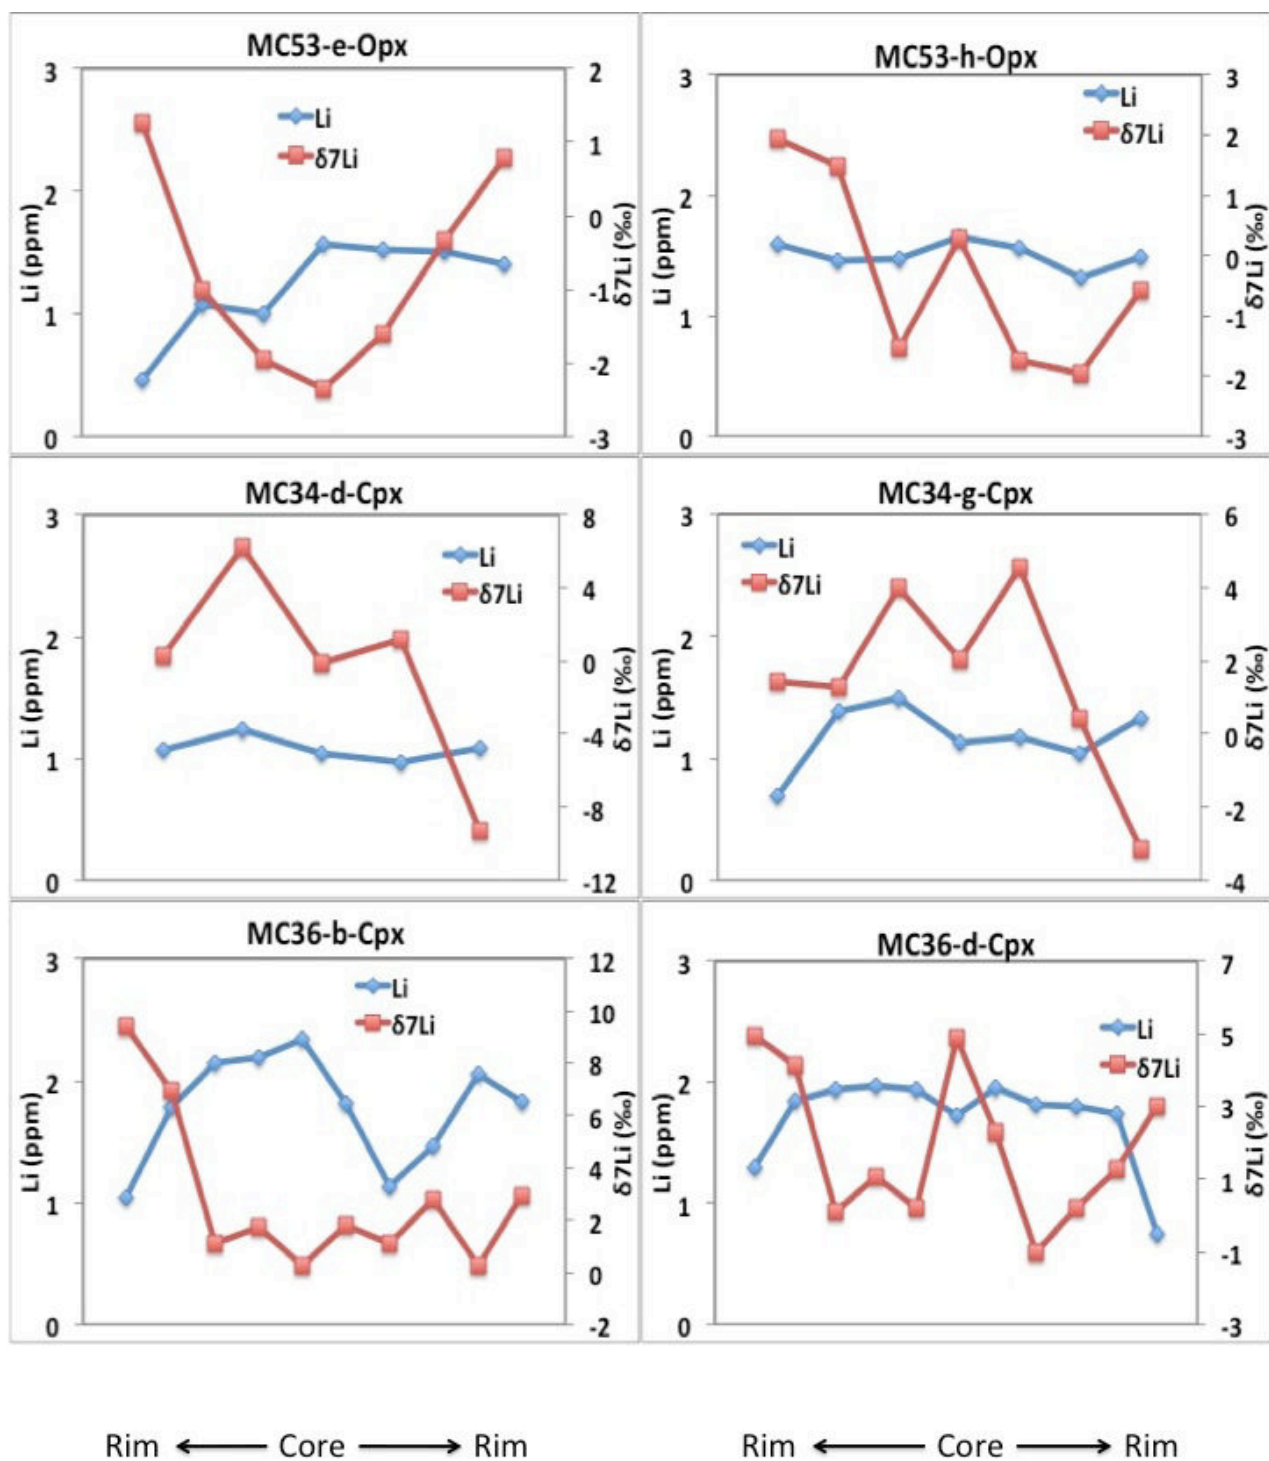 MC53-e-Opx
3
2
1
0
Li (ppm)
Li
δ7Li
2
1
0
-1
-2
-3
δ7Li (‰)
MC53-h-Opx
3
2
1
0
Li (ppm)
Li
δ7Li
3
2
1
0
-1
-2
-3
δ7Li (‰)
MC34-d-Cpx
3
2
1
0
Li (ppm)
Li
δ7Li
8
4
0
-4
-8
-12
δ7Li (‰)
MC34-g-Cpx
3
2
1
0
Li (ppm)
Li
δ7Li
6
4
2
0
-2
-4
δ7Li (‰)
MC36-b-Cpx
3
2
1
0
Li (ppm)
Li
δ7Li
12
10
8
6
4
2
0
-2
δ7Li (‰)
MC36-d-Cpx
3
2
1
0
Li (ppm)
Li
δ7Li
7
5
3
1
-1
-3
δ7Li (‰)
Rim ← Core → Rim
Rim ← Core → Rim